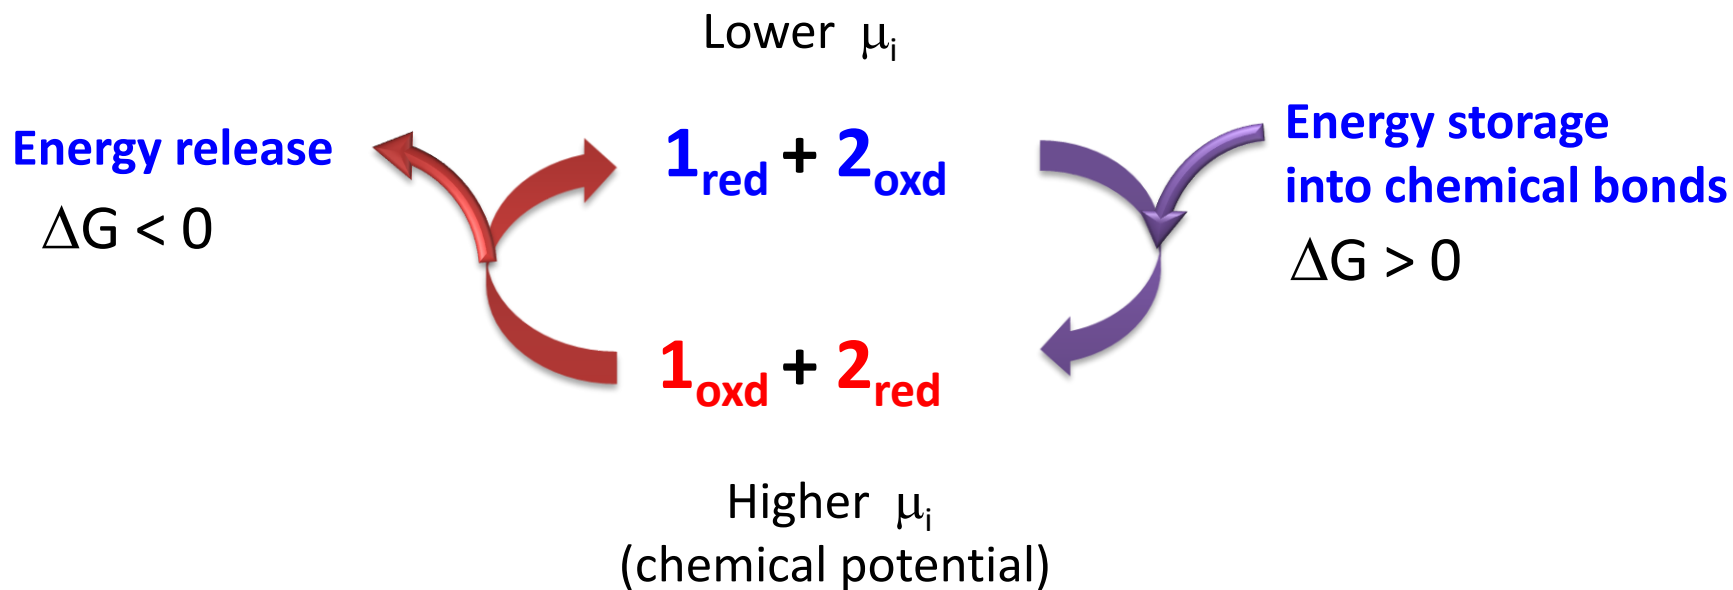 Lower μi
Energy release
ΔG < 0
1red + 2oxd
Energy storage
into chemical bonds
ΔG > 0
1oxd + 2red
Higher μi
(chemical potential)